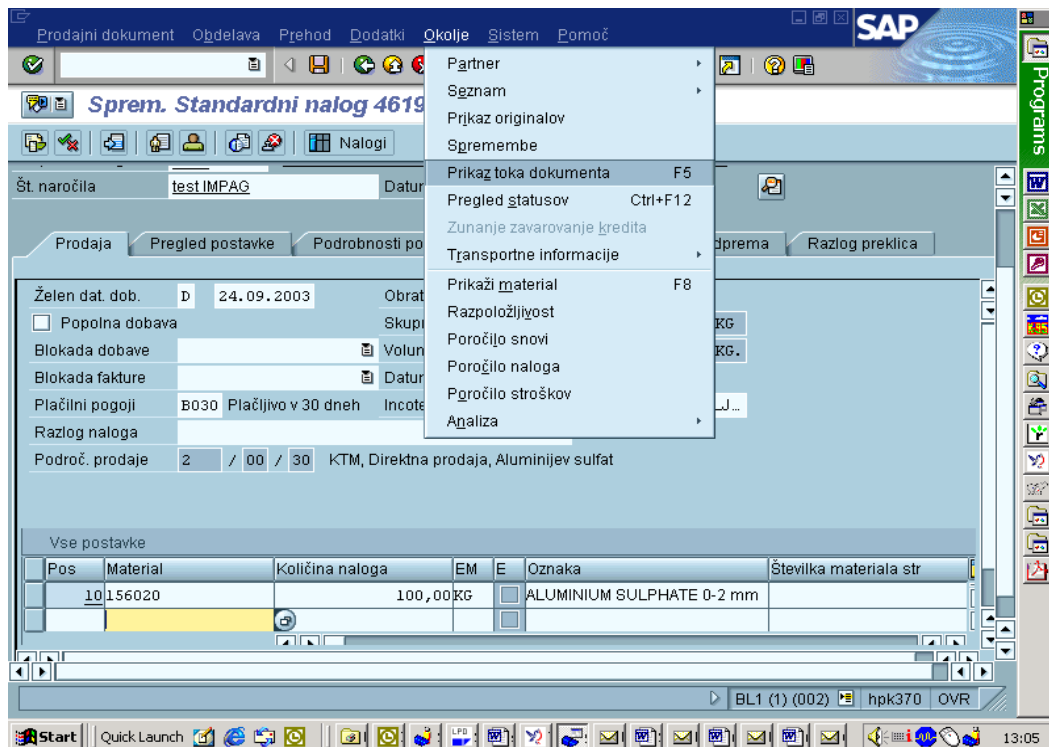 Prodajni dokument Obdelava Prehod Dodatki Okolje Sistem Pomoč
SAP
Sprem. Standardni nalog 4619
Nalogi
Partner
Seznam
Prikaz originalov
Spremembe
Prikaz toka dokumenta F5
Pregled statusov Ctrl+F12
Zunanje zavarovanje kredita
Transportne informacije
Prikaži material F8
Razpoložljivost
Poročilo snovi
Poročilo naloga
Poročilo stroškov
Analiza
Št. naročila test IMPAG Datur
Prodaja Pregled postavke Podrobnosti po dprema Razlog preklica
Želen dat. dob. D 24.09.2003 Obrat
Popolna dobava Skupr KG
Blokada dobave Volun KG.
Blokada fakture Datur
Plačilni pogoji B030 Plačljivo v 30 dneh Incote
Razlog naloga
Področ. prodaje 2 / 00 / 30 KTM, Direktna prodaja, Aluminijev sulfat
Vse postavke
Pos Material Količina naloga EM E Oznaka Številka materiala str
10 156020 100,00 KG ALUMINIUM SULPHATE 0-2 mm
BL1 (1) (002) hpk370 OVR
Start Quick Launch 13:05
Programs